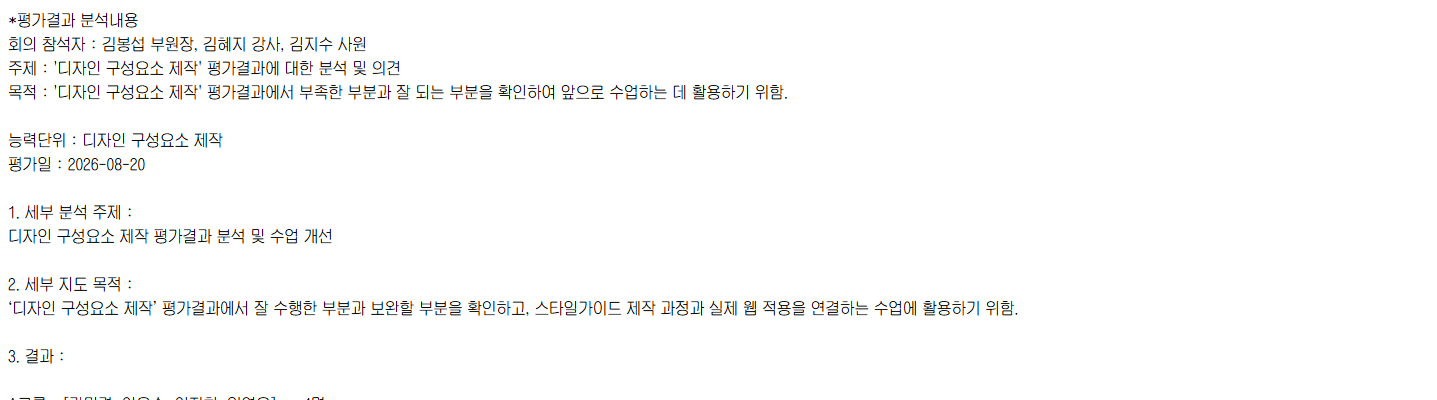 *평가결과 분석내용
회의 참석자 : 김봉섭 부원장, 김혜지 강사, 김지수 사원
주제 : '디자인 구성요소 제작' 평가결과에 대한 분석 및 의견
목적 : '디자인 구성요소 제작' 평가결과에서 부족한 부분과 잘 되는 부분을 확인하여 앞으로 수업하는 데 활용하기 위함.
능력단위 : 디자인 구성요소 제작
평가일 : 2026-08-20
1. 세부 분석 주제 :
디자인 구성요소 제작 평가결과 분석 및 수업 개선
2. 세부 지도 목적 :
‘디자인 구성요소 제작’ 평가결과에서 잘 수행한 부분과 보완할 부분을 확인하고, 스타일가이드 제작 과정과 실제 웹 적용을 연결하는 수업에 활용하기 위함.
3. 결과 :